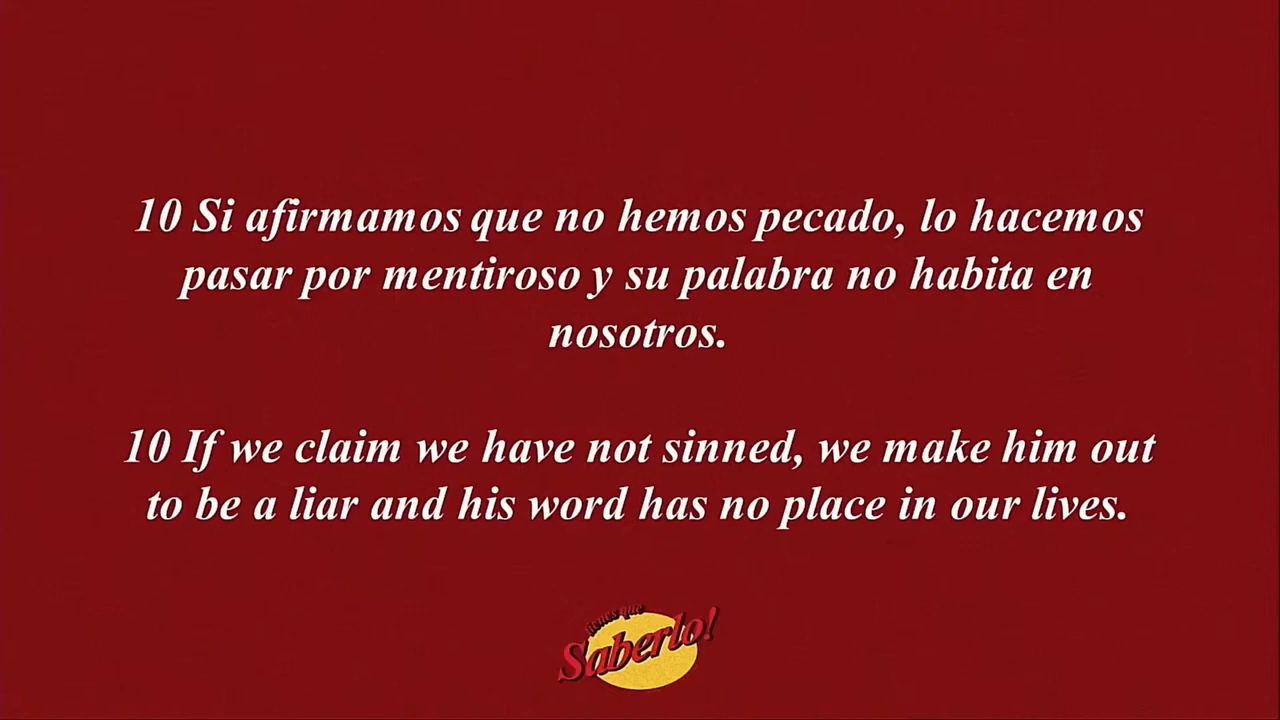 10 Si afirmamos que no hemos pecado, lo hacemos
pasar por mentiroso y su palabra no habita en
nosotros.
10 If we claim we have not sinned, we make him out
to be a liar and his word has no place in our lives.
tienes que
Saberlo!